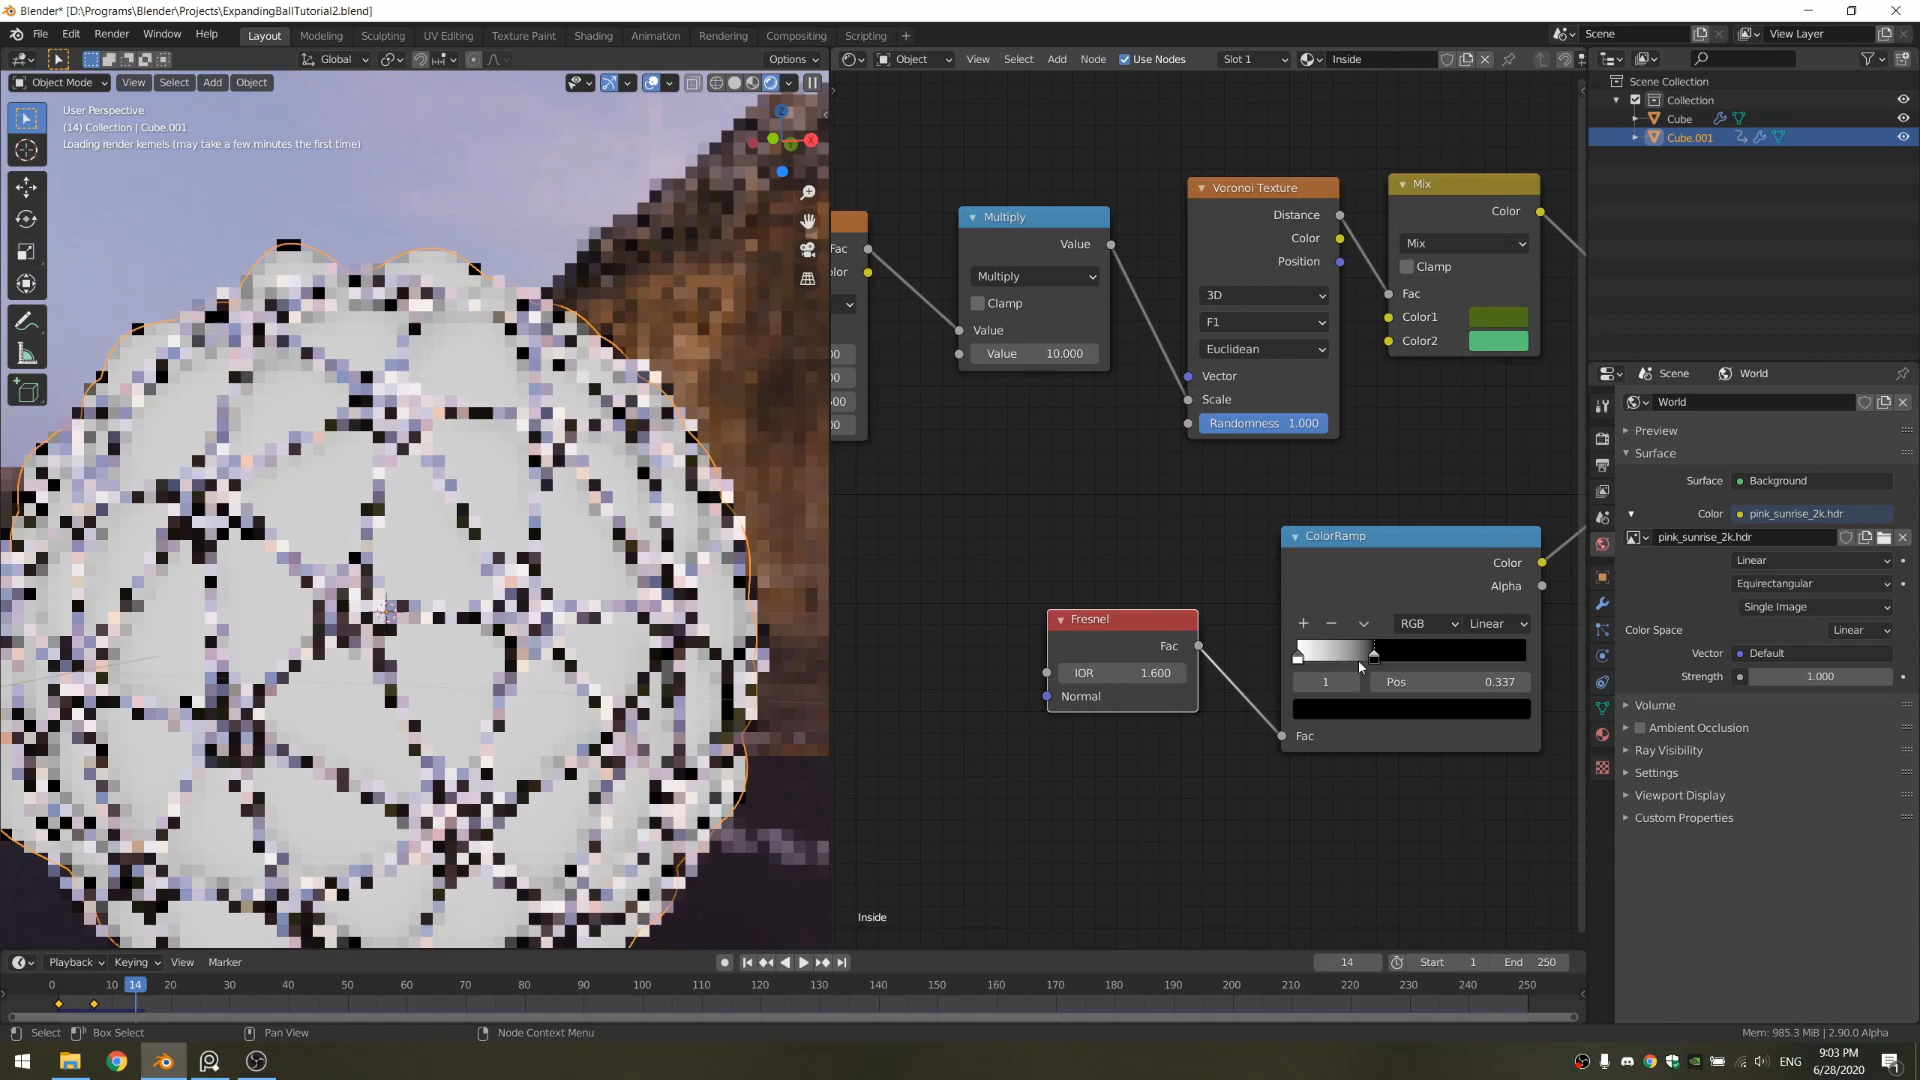 Blender* [D:\Programs\Blender\Projects\ExpandingBallTutorial2.blend]
File Edit Render Window Help Layout Modeling Sculpting UV Editing Texture Paint Shading Animation Rendering Compositing Scripting + Scene View Layer
Global Options Object View Select Add Node Use Nodes Slot 1 Inside
Object Mode View Select Add Object
User Perspective
(14) Collection | Cube.001
Loading render kernels (may take a few minutes the first time)
Z
X
Fac
olor
00
00
500
00
Multiply
Value
Multiply
Clamp
Value
Value 10.000
Voronoi Texture
Distance
Color
Position
3D
F1
Euclidean
Vector
Scale
Randomness 1.000
Mix
Color
Mix
Clamp
Fac
Color1
Color2
Fresnel
Fac
IOR 1.600
Normal
ColorRamp
Color
Alpha
RGB Linear
1 Pos 0.337
Fac
Inside
Scene Collection
Collection
Cube
Cube.001
Scene World
World
Preview
Surface
Surface Background
Color pink_sunrise_2k.hdr
pink_sunrise_2k.hdr
Linear
Equirectangular
Single Image
Color Space Linear
Vector Default
Strength 1.000
Volume
Ambient Occlusion
Ray Visibility
Settings
Viewport Display
Custom Properties
Playback Keying View Marker 14 Start 1 End 250
0 10 14 20 30 40 50 60 70 80 90 100 110 120 130 140 150 160 170 180 190 200 210 220 230 240 250
Select Box Select Pan View Node Context Menu Mem: 985.3 MiB | 2.90.0 Alpha
ENG
9:03 PM
6/28/2020
1